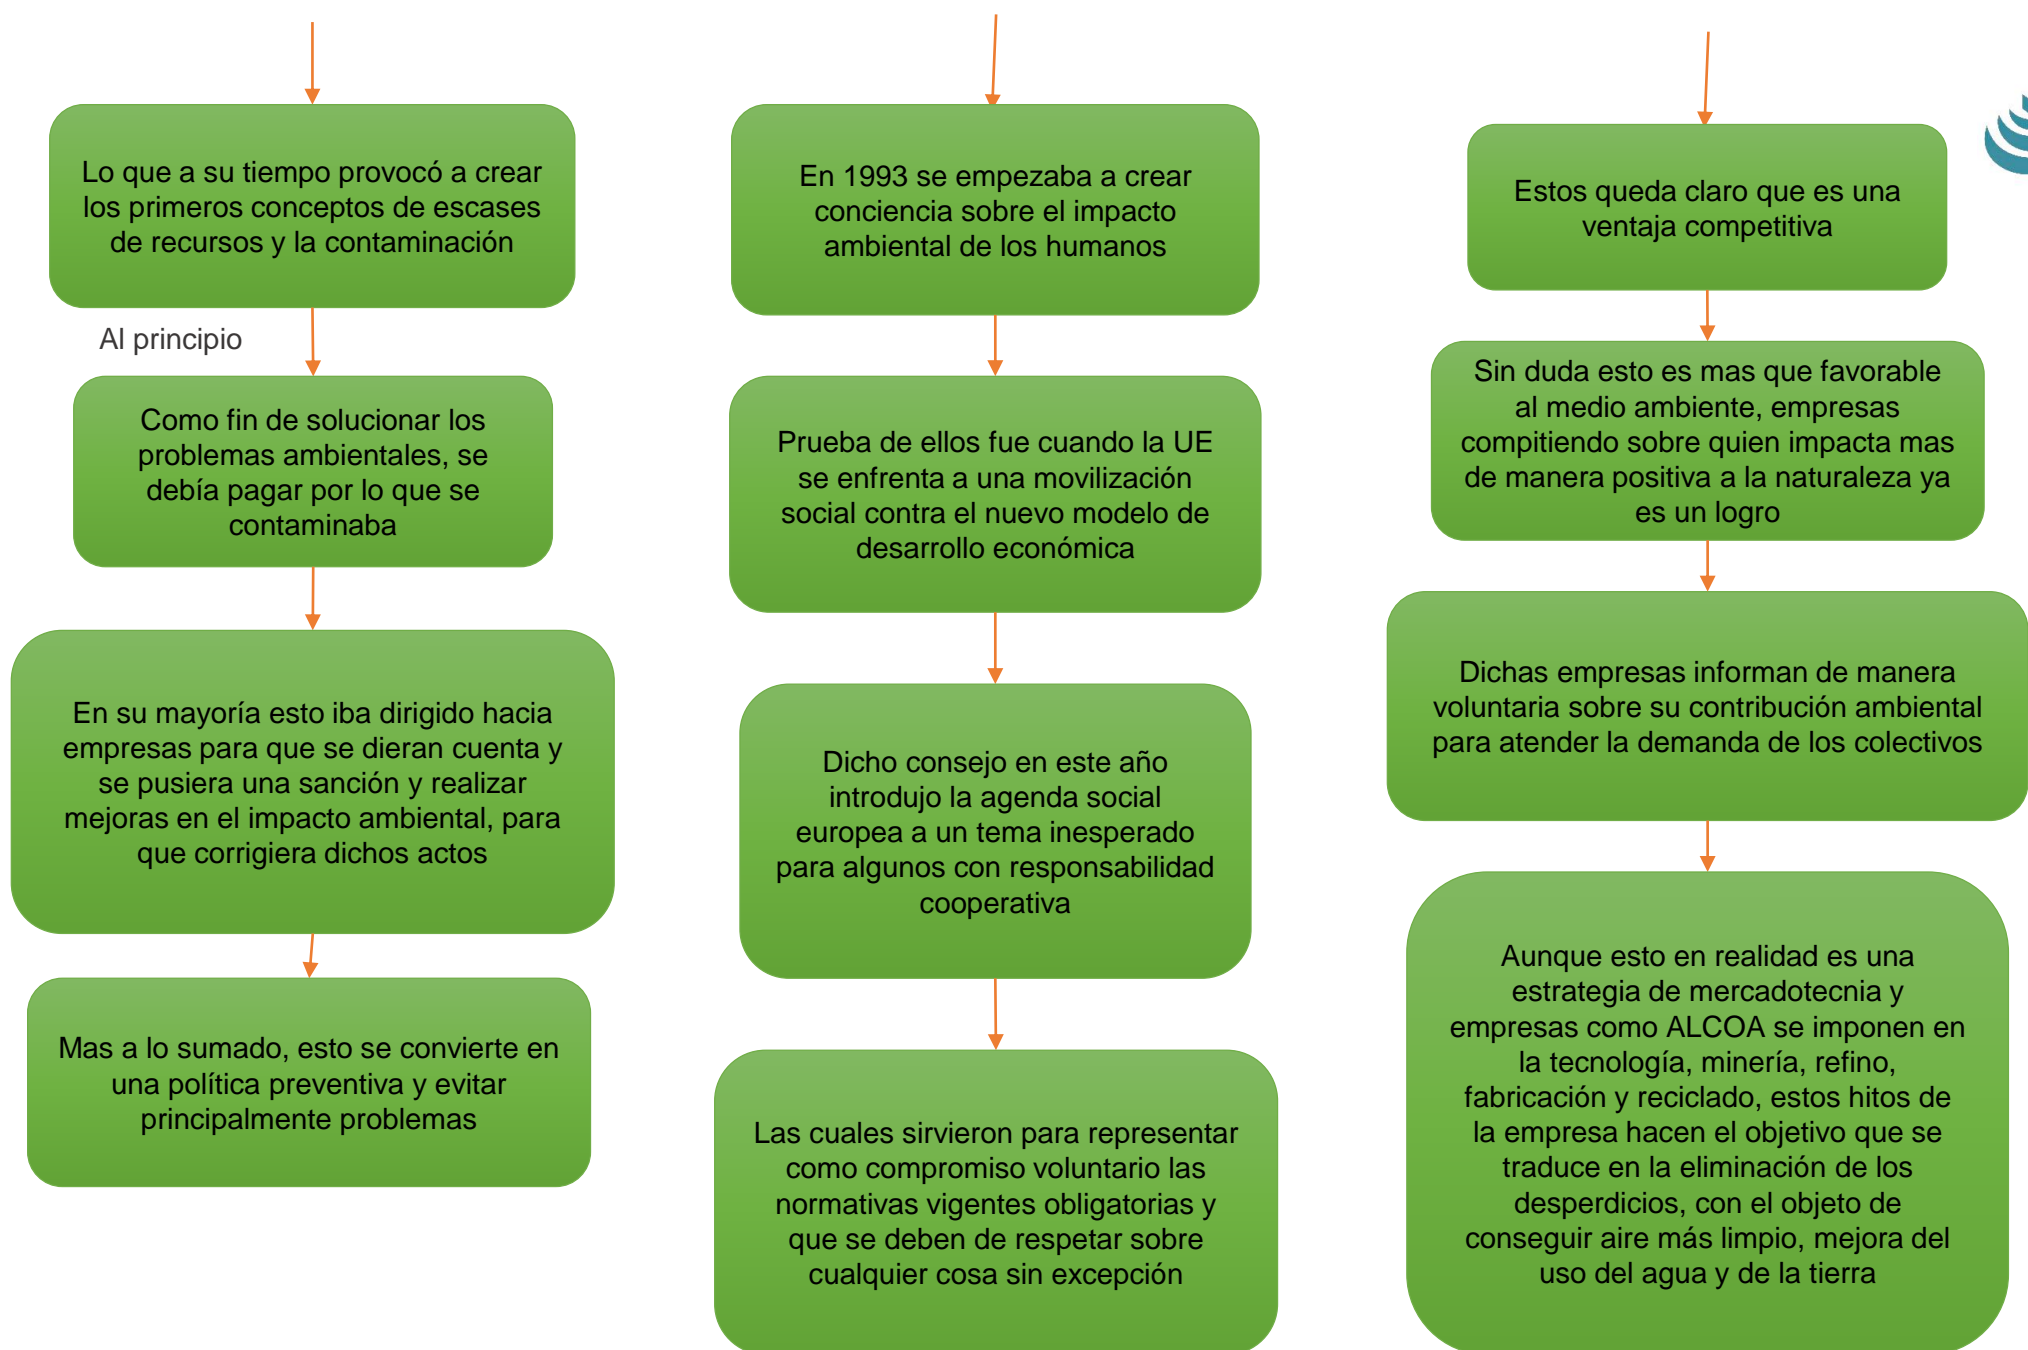 Lo que a su tiempo provocó a crear
los primeros conceptos de escases
de recursos y la contaminación
Al principio
Como fin de solucionar los
problemas ambientales, se
debía pagar por lo que se
contaminaba
En su mayoría esto iba dirigido hacia
empresas para que se dieran cuenta y
se pusiera una sanción y realizar
mejoras en el impacto ambiental, para
que corrigiera dichos actos
Mas a lo sumado, esto se convierte en
una política preventiva y evitar
principalmente problemas
En 1993 se empezaba a crear
conciencia sobre el impacto
ambiental de los humanos
Prueba de ellos fue cuando la UE
se enfrenta a una movilización
social contra el nuevo modelo de
desarrollo económica
Dicho consejo en este año
introdujo la agenda social
europea a un tema inesperado
para algunos con responsabilidad
cooperativa
Las cuales sirvieron para representar
como compromiso voluntario las
normativas vigentes obligatorias y
que se deben de respetar sobre
cualquier cosa sin excepción
Estos queda claro que es una
ventaja competitiva
Sin duda esto es mas que favorable
al medio ambiente, empresas
compitiendo sobre quien impacta mas
de manera positiva a la naturaleza ya
es un logro
Dichas empresas informan de manera
voluntaria sobre su contribución ambiental
para atender la demanda de los colectivos
Aunque esto en realidad es una
estrategia de mercadotecnia y
empresas como ALCOA se imponen en
la tecnología, minería, refino,
fabricación y reciclado, estos hitos de
la empresa hacen el objetivo que se
traduce en la eliminación de los
desperdicios, con el objeto de
conseguir aire más limpio, mejora del
uso del agua y de la tierra